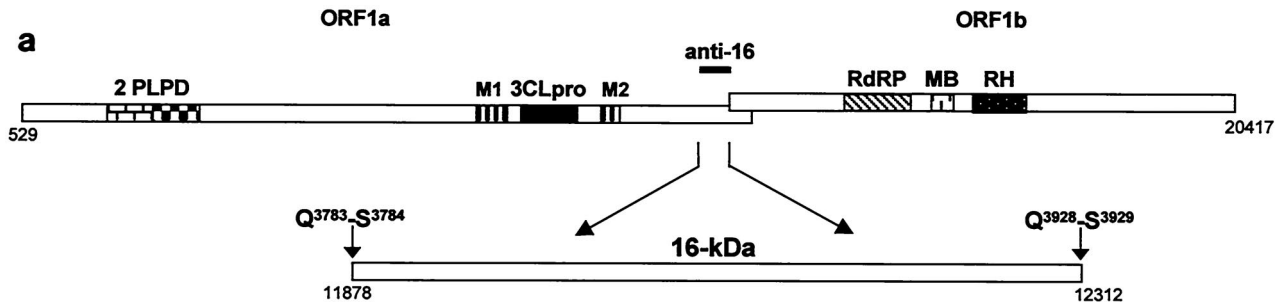 ORF1a
ORF1b
a
anti-16
2 PLPD
M1
3CLpro
M2
RdRP
MB
RH
529
20417
Q3783-S3784
Q3928-S3929
16-kDa
11878
12312